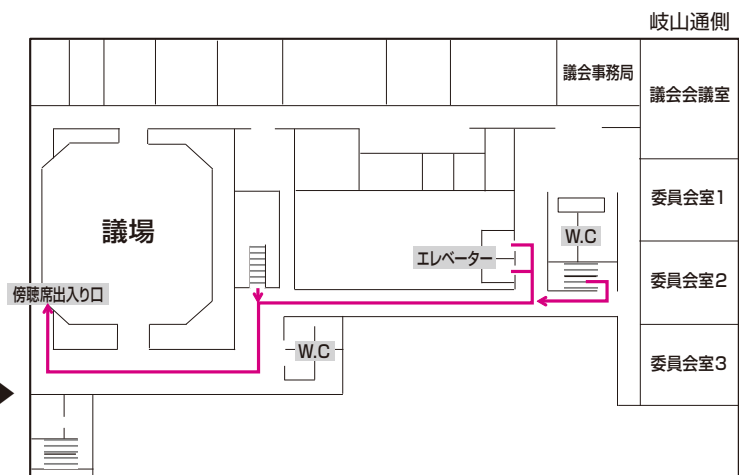 岐山通側
議会事務局
議会会議室
委員会室1
議場
W.C
エレベーター
委員会室2
傍聴席出入り口
W.C
委員会室3